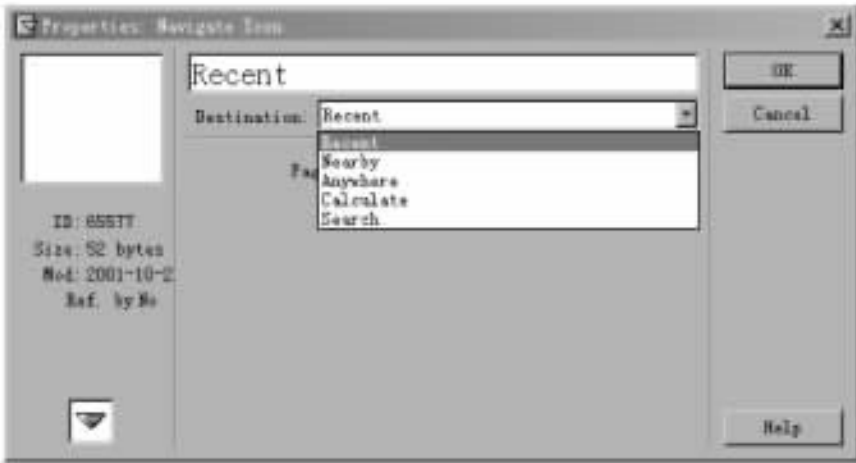 Properties: Navigate Icon
Recent
Destination: Recent
Recent
Nearby
Anywhere
Calculate
Search
Pag
ID: 65577
Size: 52 bytes
Mod: 2001-10-2
Ref. by No
OK
Cancel
Help